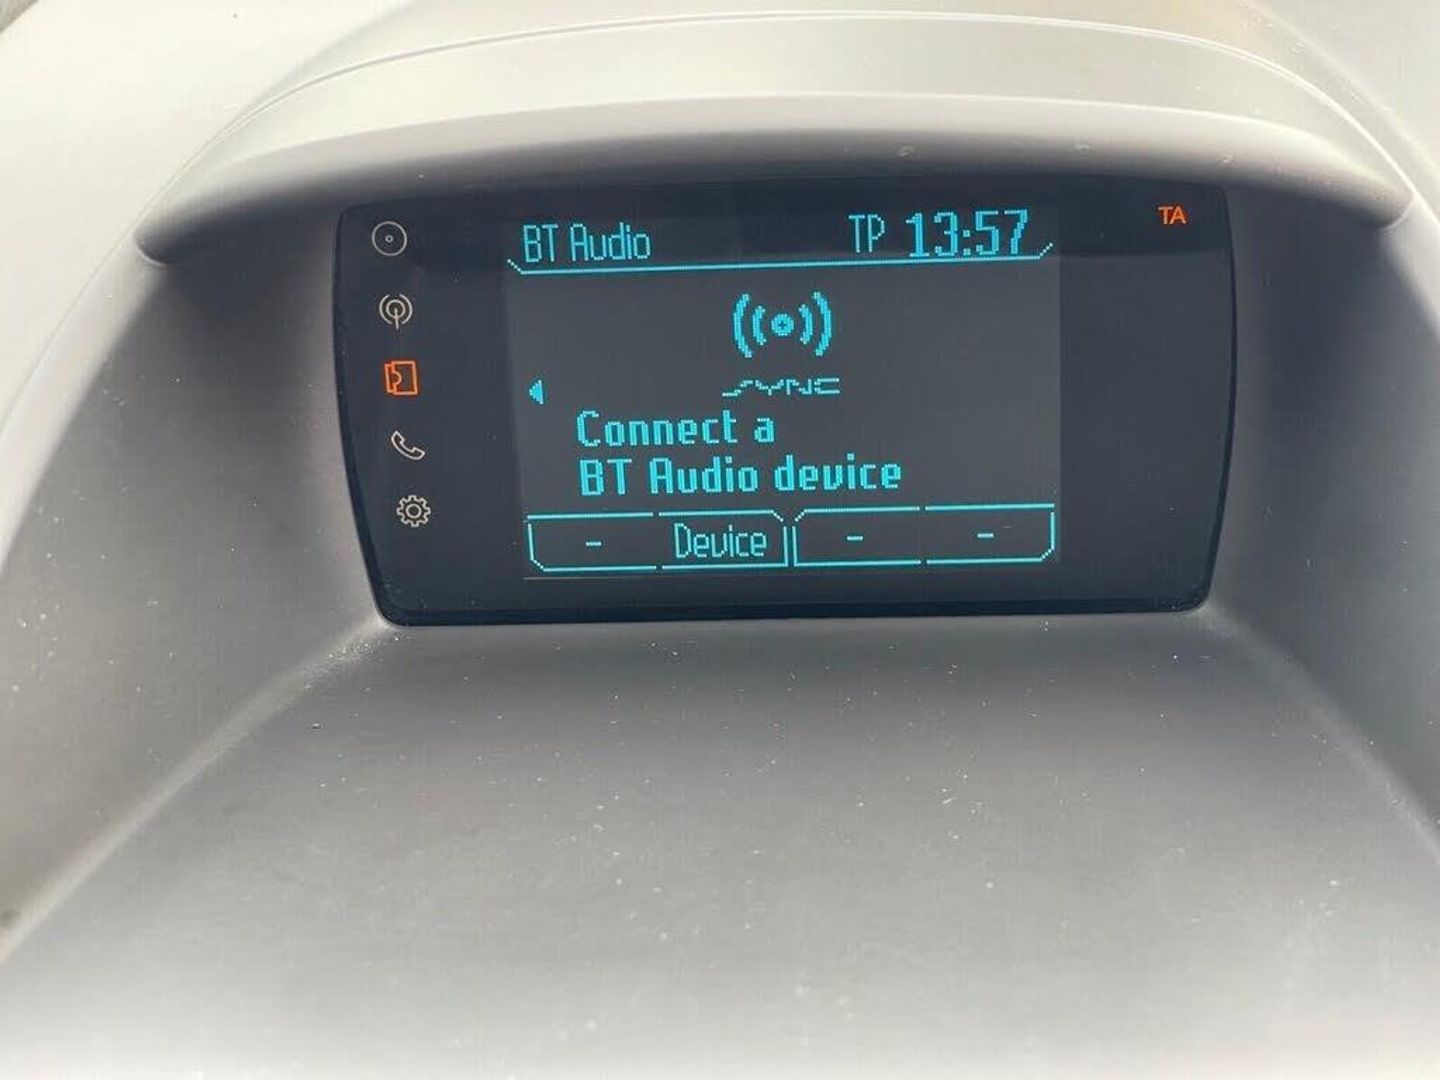 BT Audio TP 13:57 TA
SYNC
Connect a
BT Audio device
- Device - -